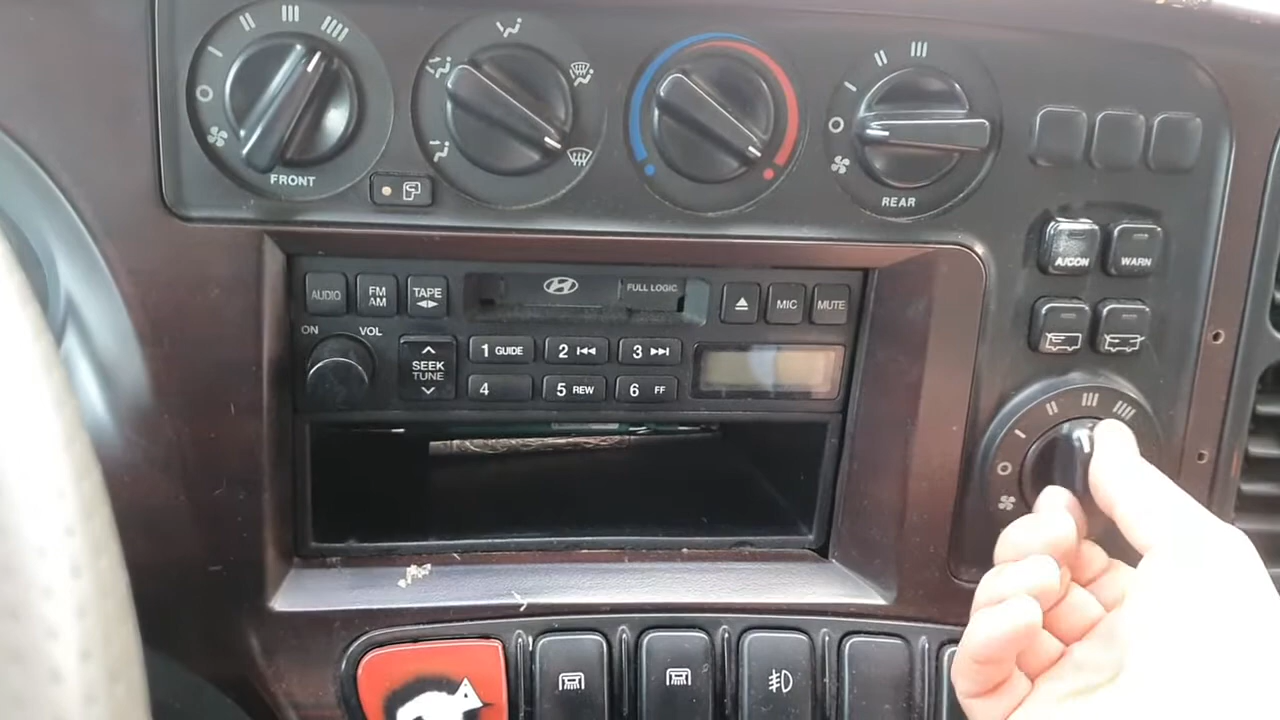 FRONT
REAR
A/CON WARN
AUDIO FM AM TAPE FULL LOGIC MIC MUTE
ON VOL
SEEK TUNE
1 GUIDE 2 3
4 5 REW 6 FF